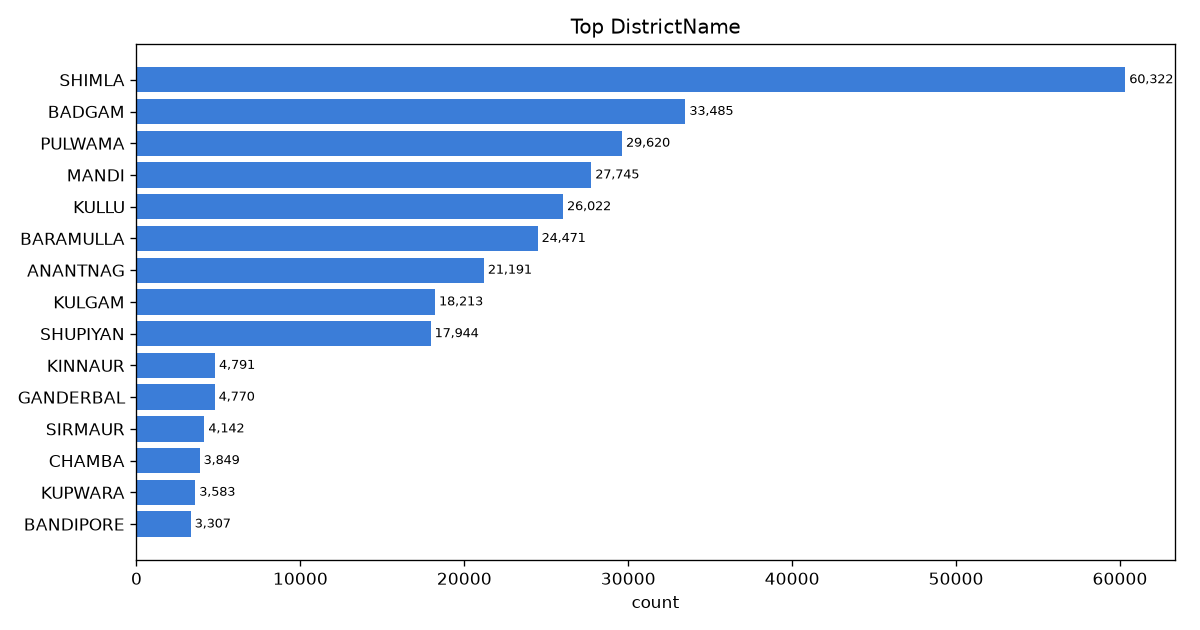 Top DistrictName
SHIMLA 60,322
BADGAM 33,485
PULWAMA 29,620
MANDI 27,745
KULLU 26,022
BARAMULLA 24,471
ANANTNAG 21,191
KULGAM 18,213
SHUPIYAN 17,944
KINNAUR 4,791
GANDERBAL 4,770
SIRMAUR 4,142
CHAMBA 3,849
KUPWARA 3,583
BANDIPORE 3,307
0 10000 20000 30000 40000 50000 60000
count